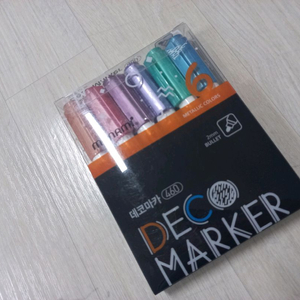 6
METALLIC COLORS
2mm
BULLET
데코마카 460
DECO
MARKER